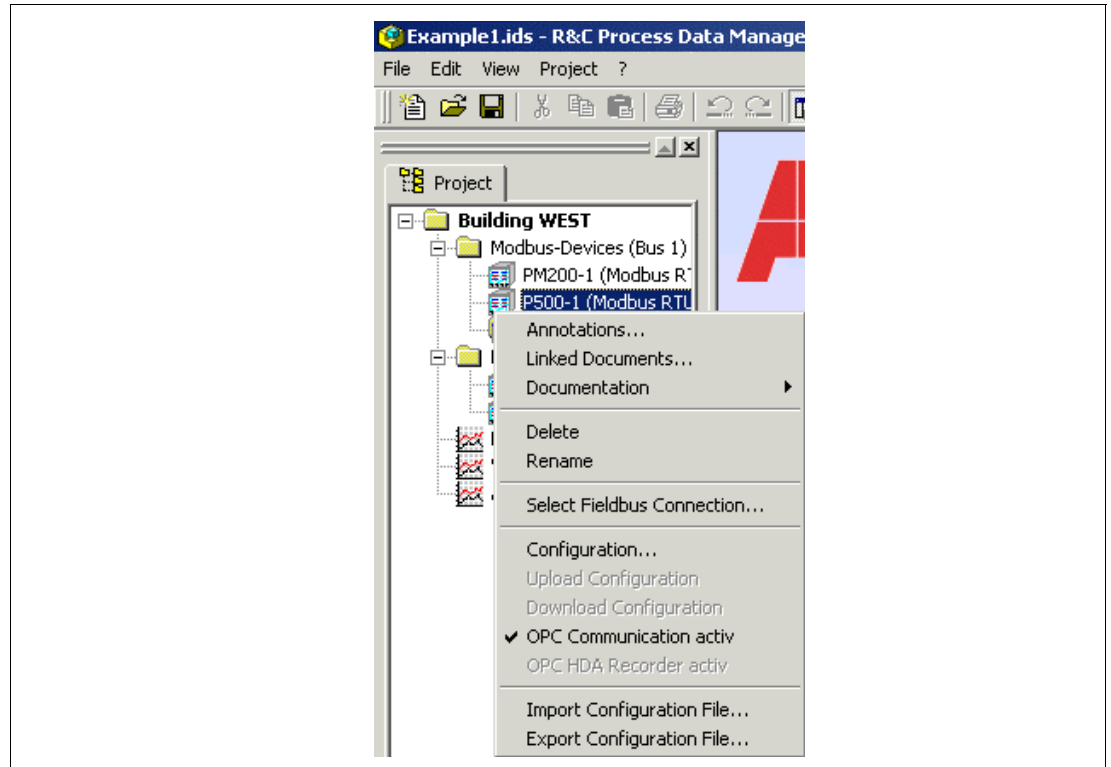 Example1.ids - R&C Process Data Manage
File Edit View Project ?
Project
Building WEST
Modbus-Devices (Bus 1)
PM200-1 (Modbus R
P500-1 (Modbus RTU
Annotations...
Linked Documents...
Documentation
Delete
Rename
Select Fieldbus Connection...
Configuration...
Upload Configuration
Download Configuration
OPC Communication activ
OPC HDA Recorder activ
Import Configuration File...
Export Configuration File...